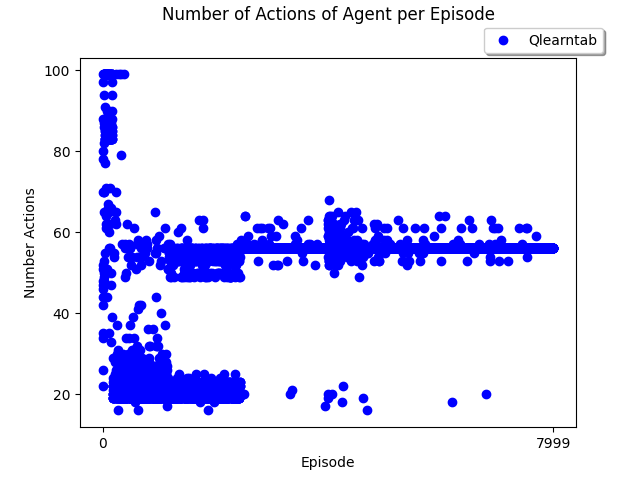 Number of Actions of Agent per Episode
Qlearntab
100
80
60
40
20
Number Actions
0
7999
Episode